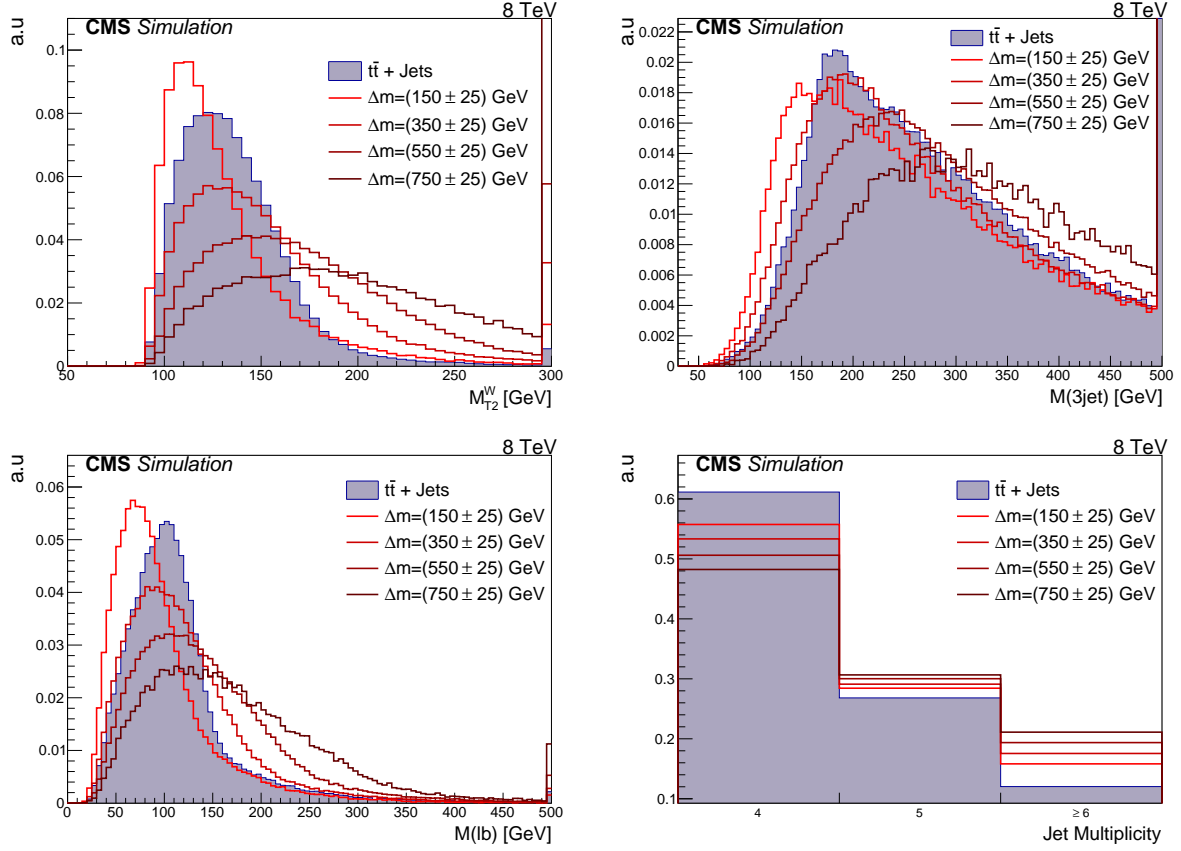 8 TeV
CMS Simulation
a.u
0.1
0.08
0.06
0.04
0.02
0
tt̄ + Jets
Δm=(150 ± 25) GeV
Δm=(350 ± 25) GeV
Δm=(550 ± 25) GeV
Δm=(750 ± 25) GeV
50 100 150 200 250 300
M_T2^W [GeV]
8 TeV
CMS Simulation
a.u
0.022
0.02
0.018
0.016
0.014
0.012
0.01
0.008
0.006
0.004
0.002
0
tt̄ + Jets
Δm=(150 ± 25) GeV
Δm=(350 ± 25) GeV
Δm=(550 ± 25) GeV
Δm=(750 ± 25) GeV
50 100 150 200 250 300 350 400 450 500
M(3jet) [GeV]
8 TeV
CMS Simulation
a.u
0.06
0.05
0.04
0.03
0.02
0.01
0
tt̄ + Jets
Δm=(150 ± 25) GeV
Δm=(350 ± 25) GeV
Δm=(550 ± 25) GeV
Δm=(750 ± 25) GeV
0 50 100 150 200 250 300 350 400 450 500
M(lb) [GeV]
8 TeV
CMS Simulation
a.u
0.6
0.5
0.4
0.3
0.2
0.1
tt̄ + Jets
Δm=(150 ± 25) GeV
Δm=(350 ± 25) GeV
Δm=(550 ± 25) GeV
Δm=(750 ± 25) GeV
4 5 ≥ 6
Jet Multiplicity